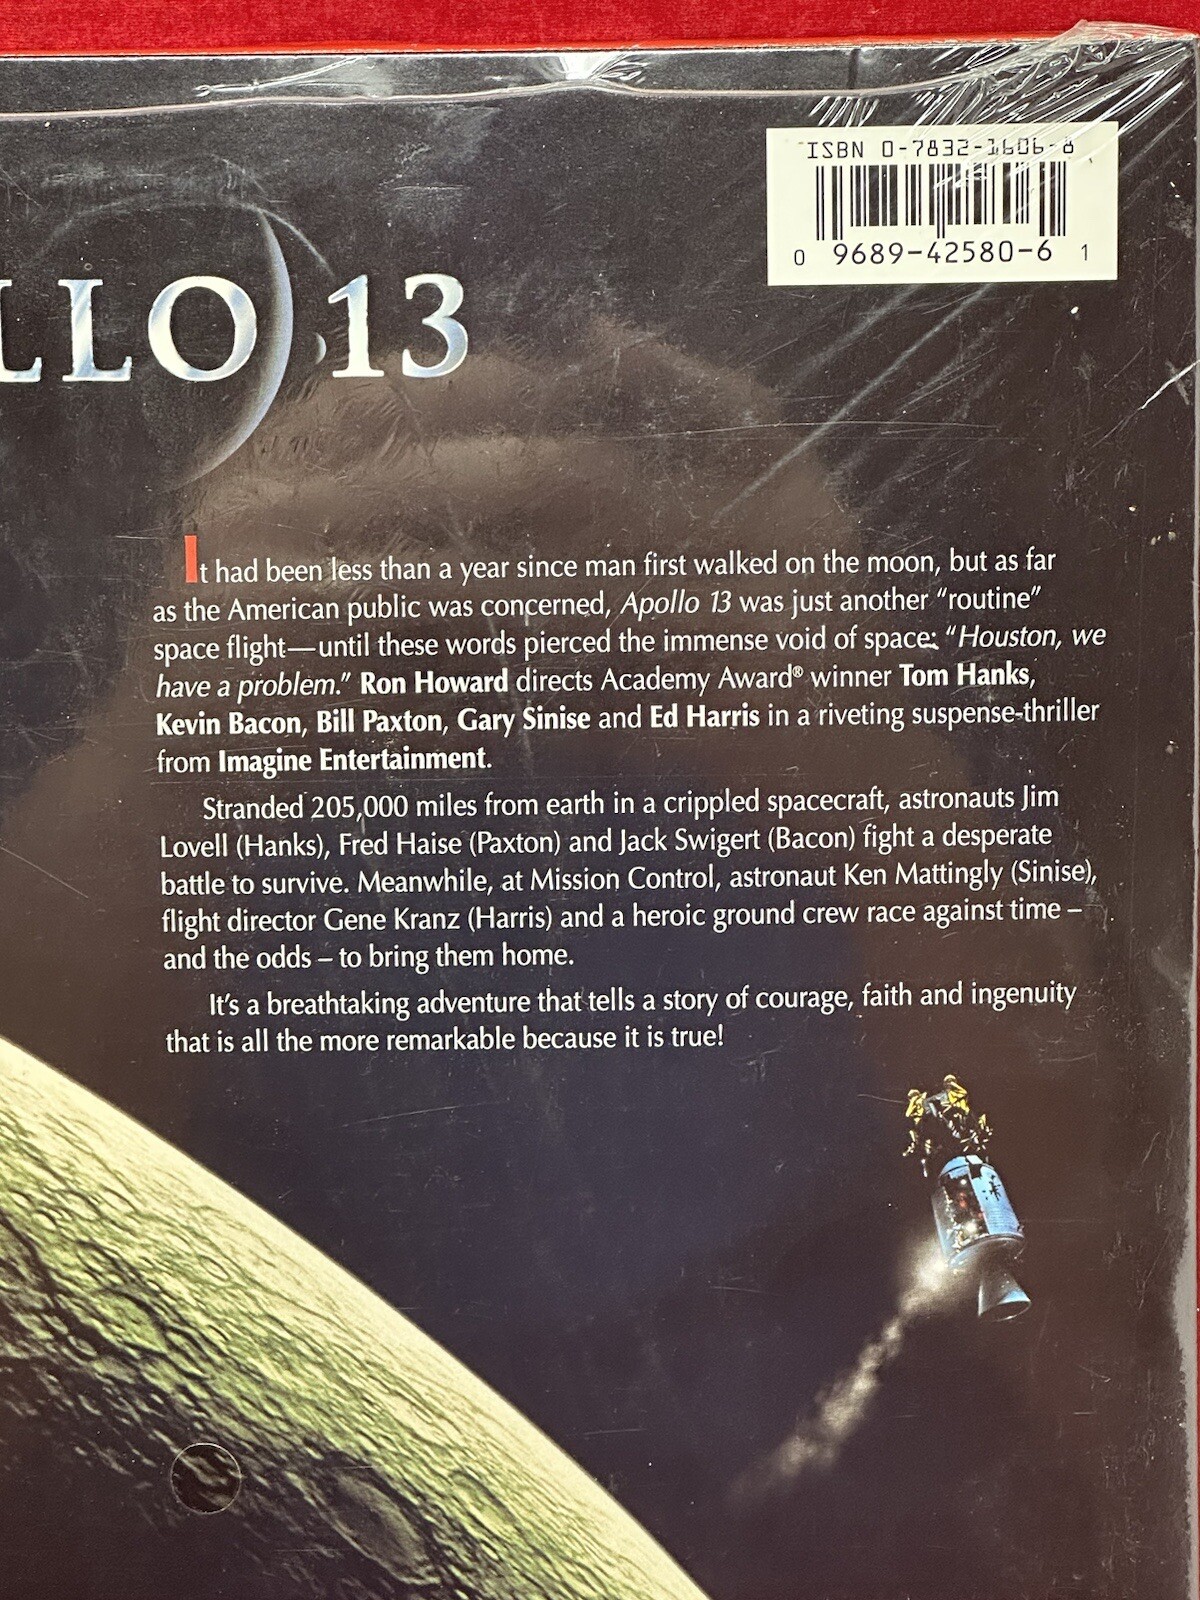 ISBN 0-7832-1606-8
0 9689-42580-6 1
LLO 13
It had been less than a year since man first walked on the moon, but as far
as the American public was concerned, Apollo 13 was just another “routine”
space flight—until these words pierced the immense void of space: “Houston, we
have a problem.” Ron Howard directs Academy Award® winner Tom Hanks,
Kevin Bacon, Bill Paxton, Gary Sinise and Ed Harris in a riveting suspense-thriller
from Imagine Entertainment.
Stranded 205,000 miles from earth in a crippled spacecraft, astronauts Jim
Lovell (Hanks), Fred Haise (Paxton) and Jack Swigert (Bacon) fight a desperate
battle to survive. Meanwhile, at Mission Control, astronaut Ken Mattingly (Sinise),
flight director Gene Kranz (Harris) and a heroic ground crew race against time –
and the odds – to bring them home.
It's a breathtaking adventure that tells a story of courage, faith and ingenuity
that is all the more remarkable because it is true!